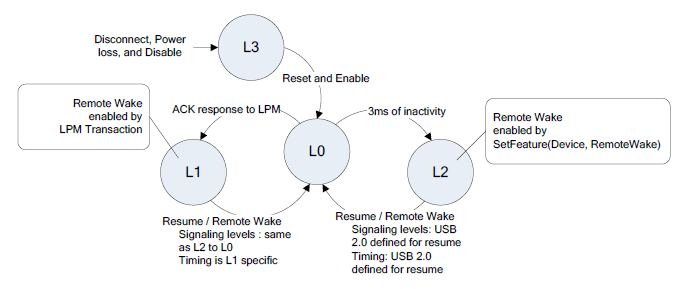 Disconnect, Power
loss, and Disable
L3
Reset and Enable
Remote Wake
enabled by
LPM Transaction
ACK response to LPM
3ms of inactivity
Remote Wake
enabled by
SetFeature(Device, RemoteWake)
L1
L0
L2
Resume / Remote Wake
Signaling levels : same
as L2 to L0
Timing is L1 specific
Resume / Remote Wake
Signaling levels: USB
2.0 defined for resume
Timing: USB 2.0
defined for resume